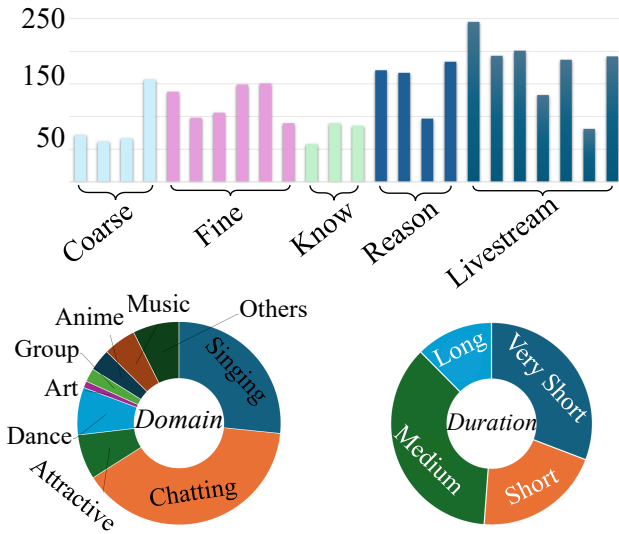 250
150
50
Coarse
Fine
Know
Reason
Livestream
Music
Others
Anime
Group
Art
Dance
Attractive
Singing
Domain
Chatting
Long
Very Short
Duration
Medium
Short